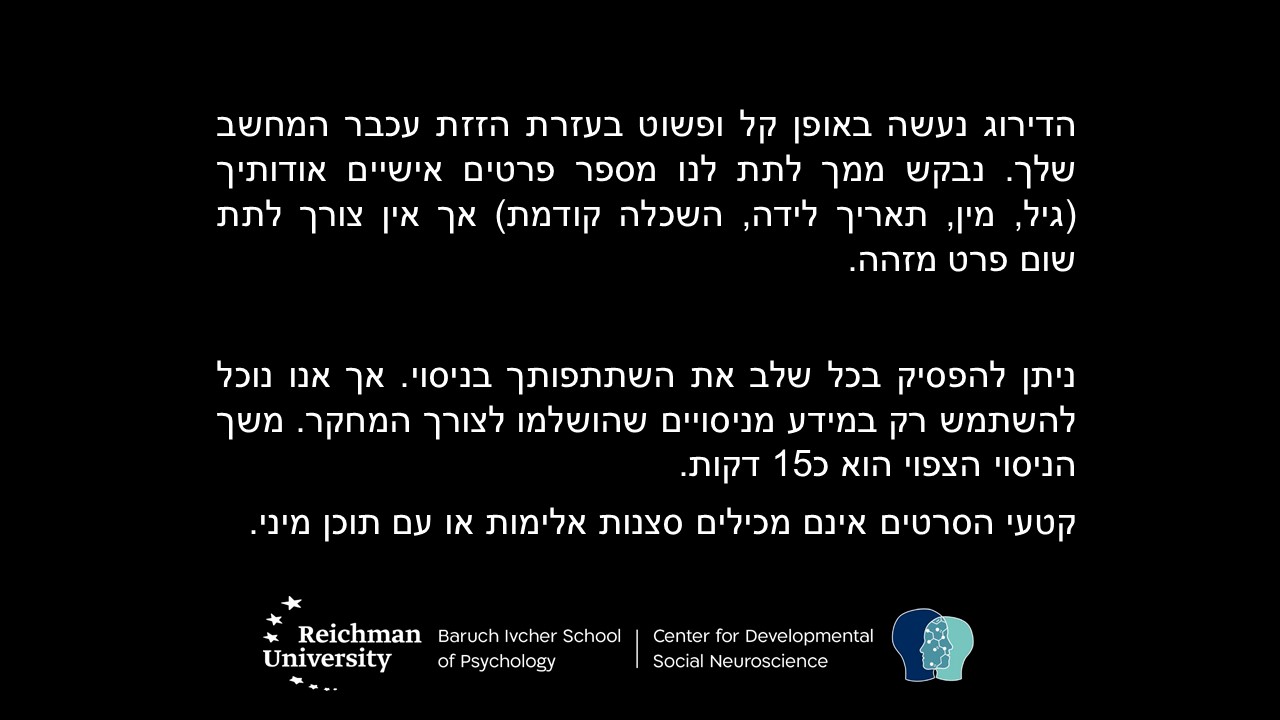 הדירוג נעשה באופן קל ופשוט בעזרת הזזת עכבר המחשב
שלך. נבקש ממך לתת לנו מספר פרטים אישיים אודותיך
(גיל, מין, תאריך לידה, השכלה קודמת) אך אין צורך לתת
שום פרט מזהה.
ניתן להפסיק בכל שלב את השתתפותך בניסוי. אך אנו נוכל
להשתמש רק במידע מניסויים שהושלמו לצורך המחקר. משך
הניסוי הצפוי הוא כ15 דקות.
קטעי הסרטים אינם מכילים סצנות אלימות או עם תוכן מיני.
Reichman
University
Baruch Ivcher School
of Psychology
Center for Developmental
Social Neuroscience